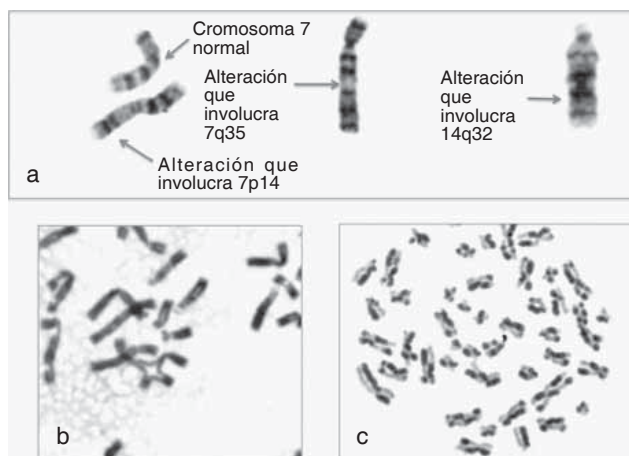 Cromosoma 7
normal
Alteración
que
involucra
7q35
Alteración
que
involucra
14q32
Alteración que
involucra 7p14
a
b
c